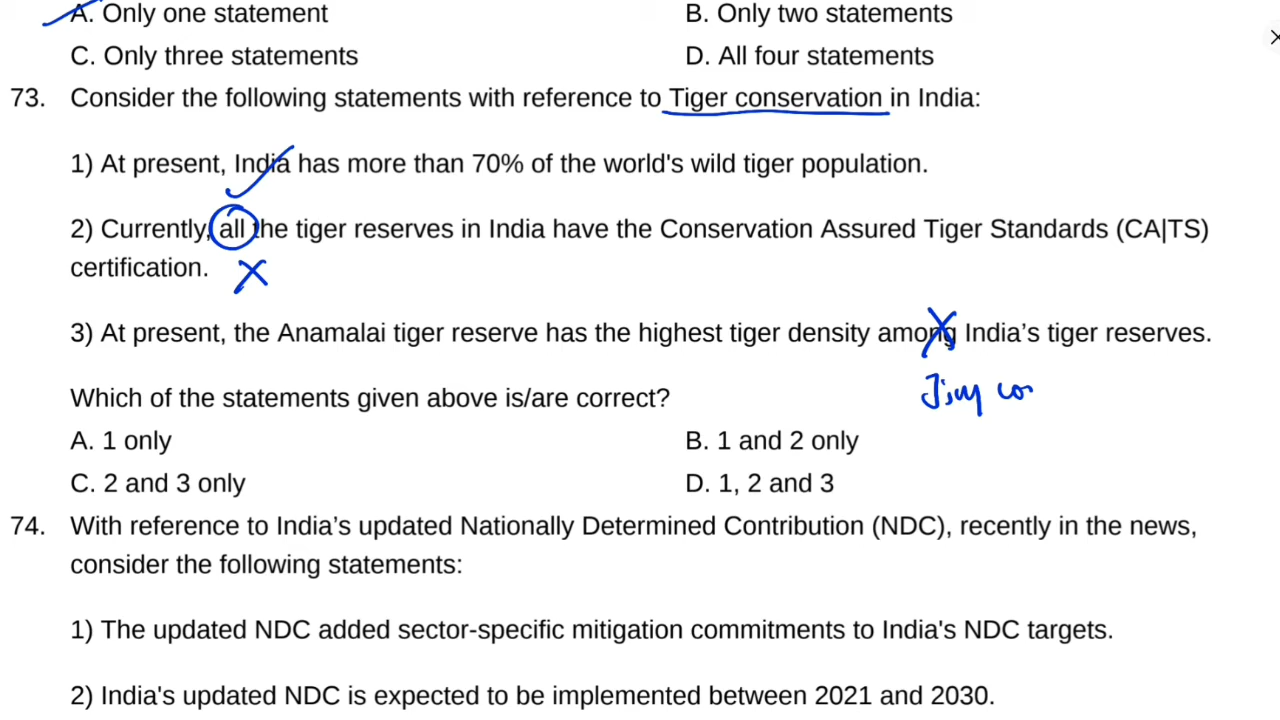 A. Only one statement
B. Only two statements
C. Only three statements
D. All four statements
73. Consider the following statements with reference to Tiger conservation in India:
1) At present, India has more than 70% of the world's wild tiger population.
2) Currently, all the tiger reserves in India have the Conservation Assured Tiger Standards (CA|TS)
certification.
3) At present, the Anamalai tiger reserve has the highest tiger density among India’s tiger reserves.
Jim co
Which of the statements given above is/are correct?
A. 1 only
B. 1 and 2 only
C. 2 and 3 only
D. 1, 2 and 3
74. With reference to India’s updated Nationally Determined Contribution (NDC), recently in the news,
consider the following statements:
1) The updated NDC added sector-specific mitigation commitments to India's NDC targets.
2) India's updated NDC is expected to be implemented between 2021 and 2030.